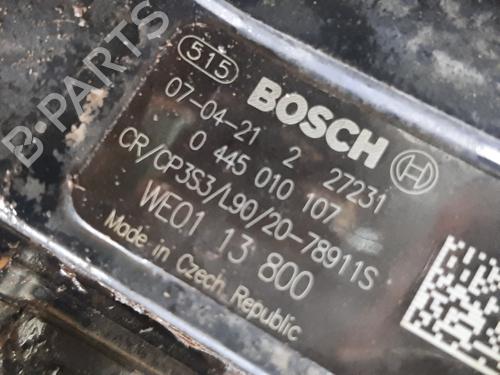 515
BOSCH
07-04-21 2 27231
0 445 010 107
CR/CP3S3/L90/20-78911S
WE01 13 800
Made in Czech Republic
B-PARTS